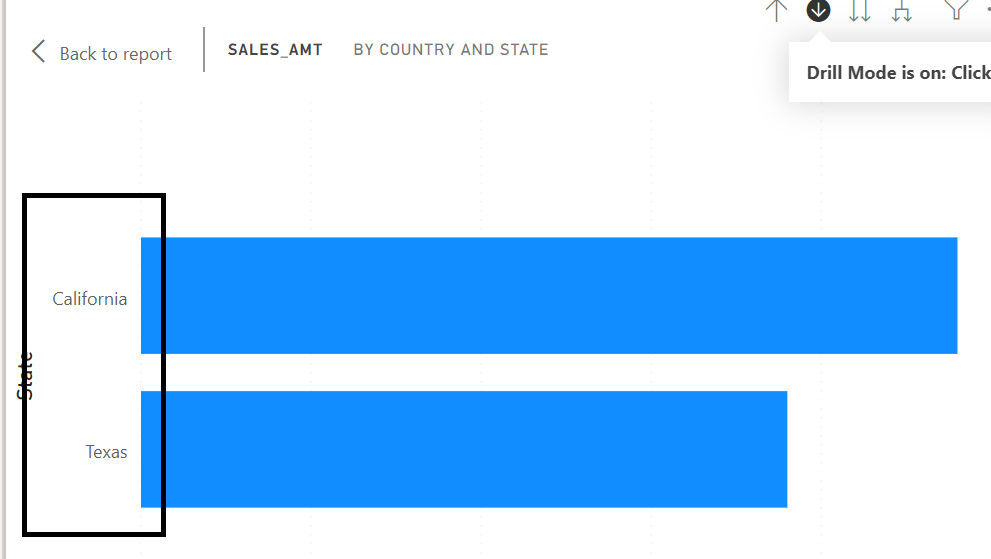 Back to report
SALES_AMT BY COUNTRY AND STATE
Drill Mode is on: Click
California
State
Texas